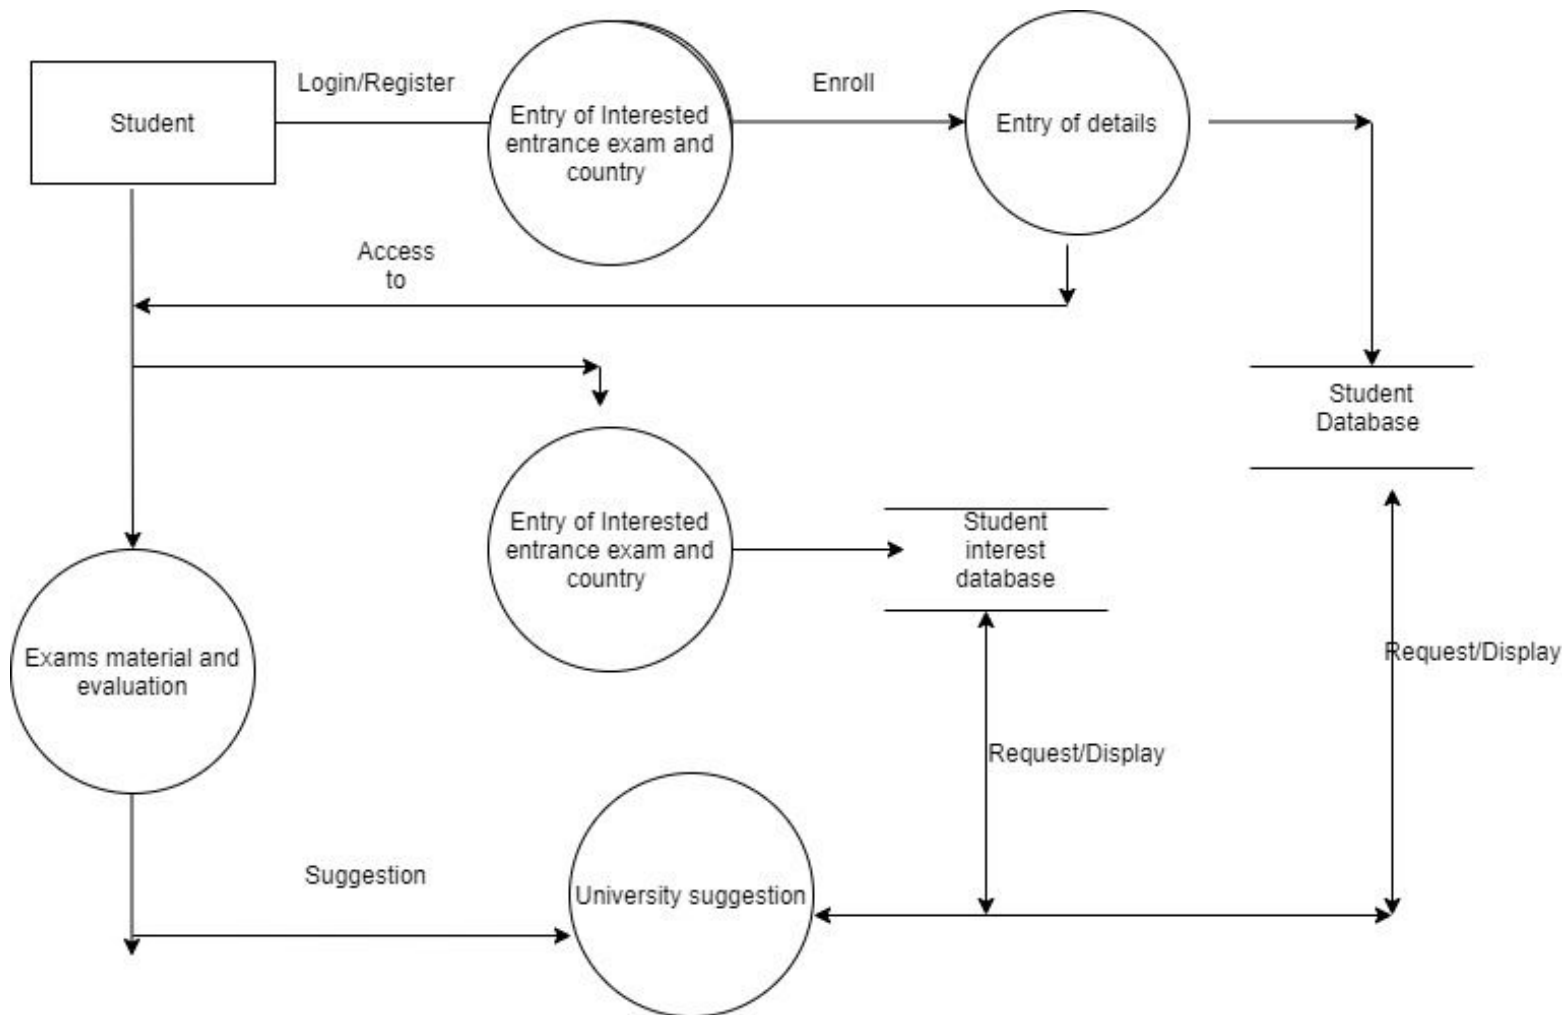 Student
Login/Register
Entry of Interested
entrance exam and
country
Enroll
Entry of details
Access
to
Student
Database
Entry of Interested
entrance exam and
country
Student
interest
database
Exams material and
evaluation
Request/Display
Request/Display
Suggestion
University suggestion